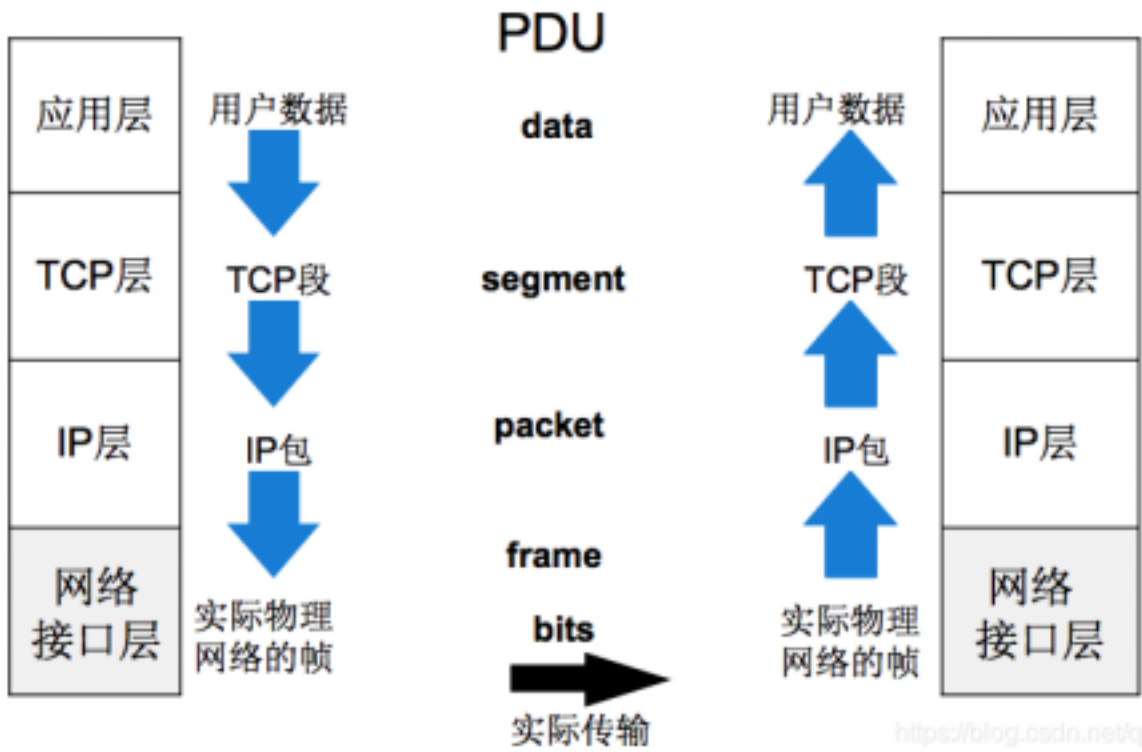 PDU
应用层
用户数据
data
用户数据
应用层
TCP层
TCP段
segment
TCP段
TCP层
IP层
IP包
packet
IP包
IP层
frame
网络
接口层
实际物理
网络的帧
bits
实际物理
网络的帧
网络
接口层
实际传输
https://blog.csdn.net/q